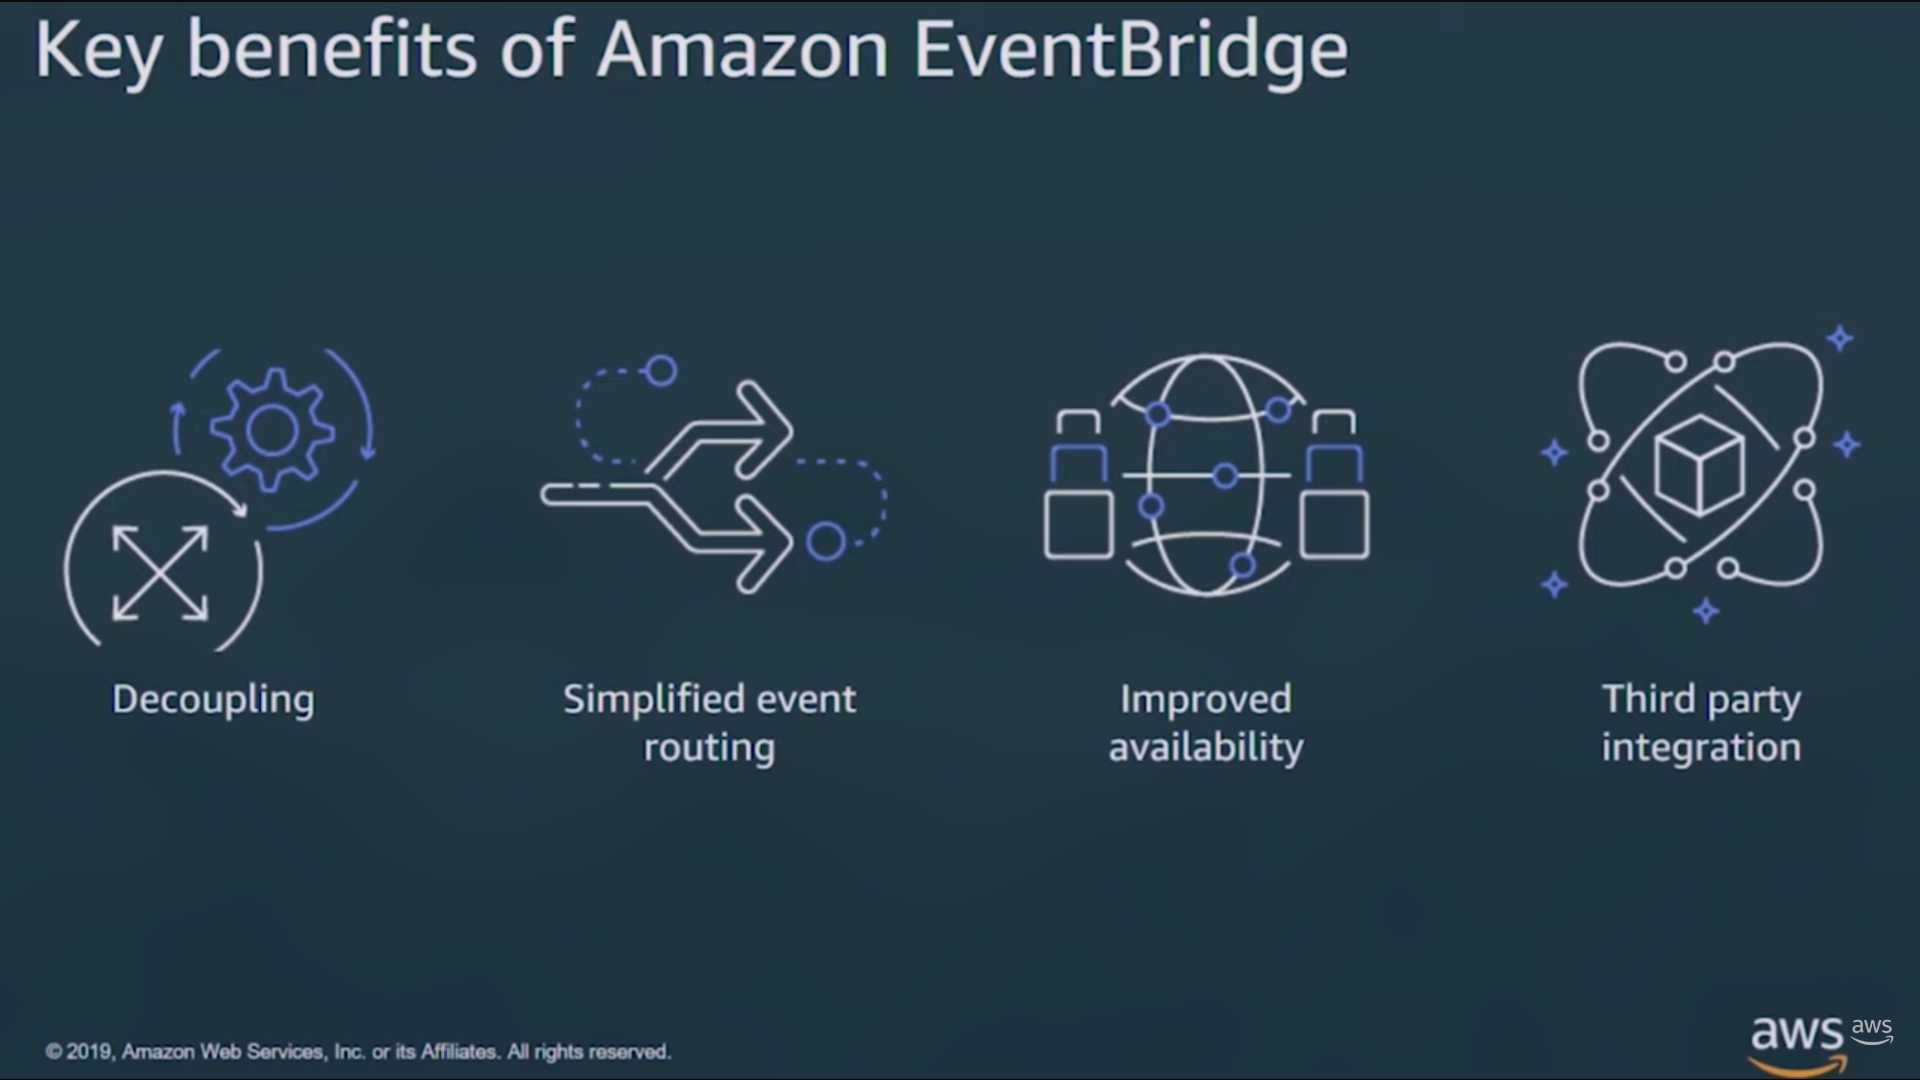 Key benefits of Amazon EventBridge
Decoupling
Simplified event
routing
Improved
availability
Third party
integration
© 2019, Amazon Web Services, Inc. or its Affiliates. All rights reserved.
aws
aws